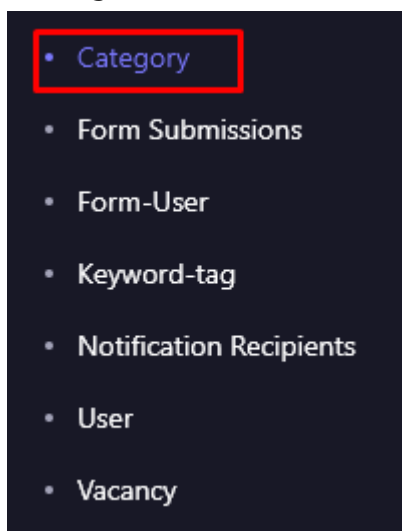 Category
Form Submissions
Form-User
Keyword-tag
Notification Recipients
User
Vacancy